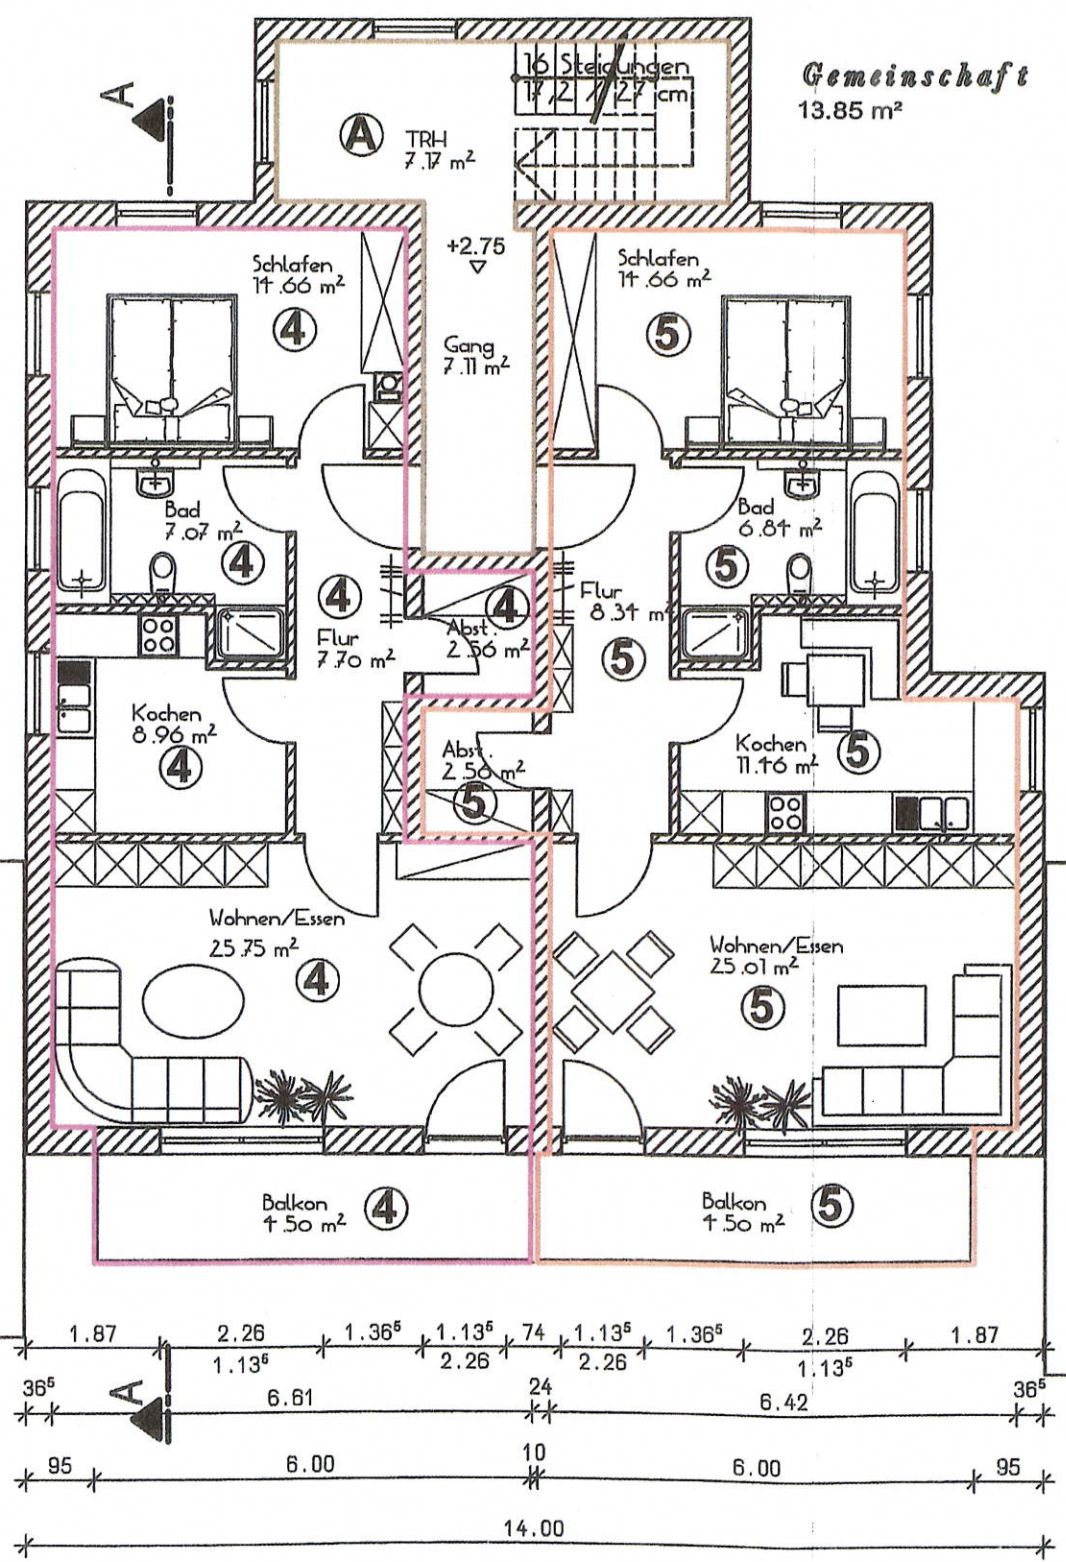 16 Steigungen
17,2 / 27 cm
Gemeinschaft
13.85 m²
A
A
TRH
7.17 m²
+2.75
Schlafen
14.66 m²
4
Schlafen
14.66 m²
5
Gang
7.11 m²
Bad
7.07 m²
4
Bad
6.84 m²
5
4
Flur
7.70 m²
4
Abst.
2.56 m²
Flur
8.34 m²
5
Kochen
8.96 m²
4
Abst.
2.56 m²
5
Kochen
11.46 m²
5
Wohnen/Essen
25.75 m²
4
Wohnen/Essen
25.01 m²
5
Balkon
4.50 m²
4
Balkon
4.50 m²
5
1.87 2.26 1.36⁵ 1.13⁵ 74 1.13⁵ 1.36⁵ 2.26 1.87
1.13⁵ 2.26 2.26 1.13⁵
A
36⁵ 6.61 24 6.42 36⁵
95 6.00 10 6.00 95
14.00